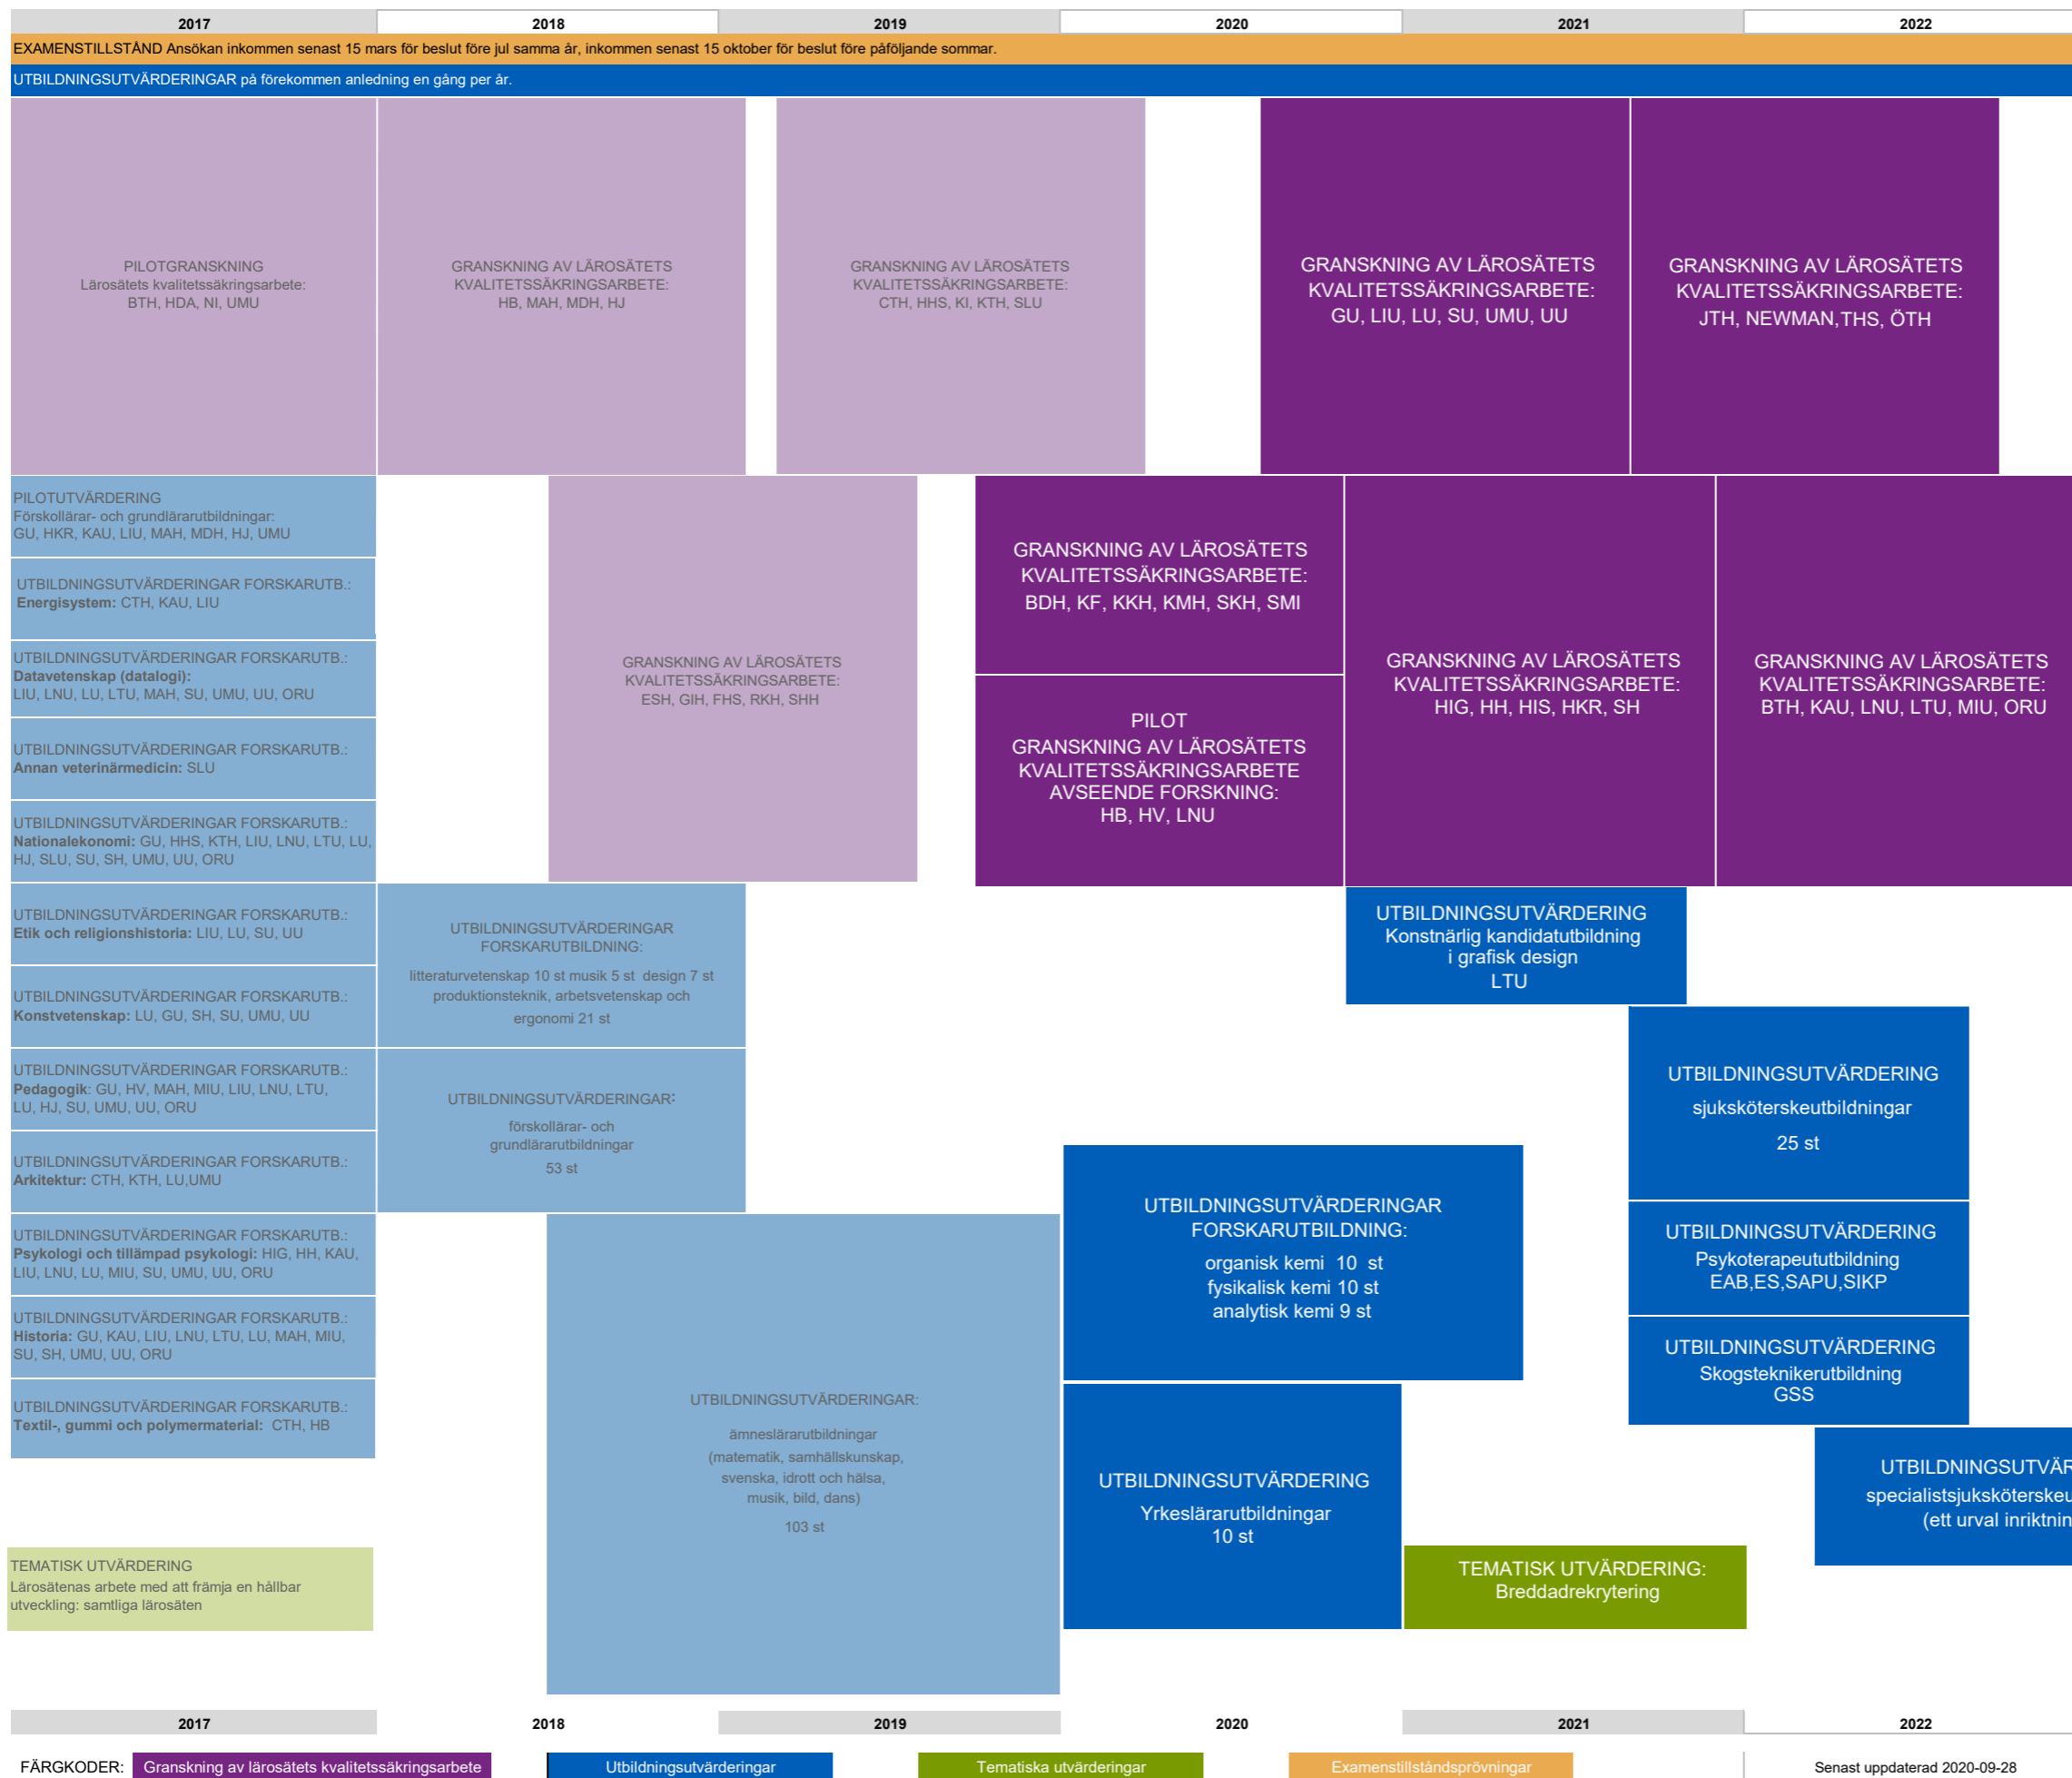 2017
2018
2019
2020
2021
2022
EXAMENSTILLSTÅND Ansökan inkommen senast 15 mars för beslut före jul samma år, inkommen senast 15 oktober för beslut före påföljande sommar.
UTBILDNINGSUTVÄRDERINGAR på förekommen anledning en gång per år.
PILOTGRANSKNING
Lärosätets kvalitetssäkringsarbete:
BTH, HDA, NI, UMU
GRANSKNING AV LÄROSÄTETS
KVALITETSSÄKRINGSARBETE:
HB, MAH, MDH, HJ
GRANSKNING AV LÄROSÄTETS
KVALITETSSÄKRINGSARBETE:
CTH, HHS, KI, KTH, SLU
GRANSKNING AV LÄROSÄTETS
KVALITETSSÄKRINGSARBETE:
GU, LIU, LU, SU, UMU, UU
GRANSKNING AV LÄROSÄTETS
KVALITETSSÄKRINGSARBETE:
JTH, NEWMAN,THS, ÖTH
PILOTUTVÄRDERING
Förskollärar- och grundlärarutbildningar:
GU, HKR, KAU, LIU, MAH, MDH, HJ, UMU
UTBILDNINGSUTVÄRDERINGAR FORSKARUTB.:
Energisystem: CTH, KAU, LIU
UTBILDNINGSUTVÄRDERINGAR FORSKARUTB.:
Datavetenskap (datalogi):
LIU, LNU, LU, LTU, MAH, SU, UMU, UU, ORU
UTBILDNINGSUTVÄRDERINGAR FORSKARUTB.:
Annan veterinärmedicin: SLU
UTBILDNINGSUTVÄRDERINGAR FORSKARUTB.:
Nationalekonomi: GU, HHS, KTH, LIU, LNU, LTU, LU,
HJ, SLU, SU, SH, UMU, UU, ORU
UTBILDNINGSUTVÄRDERINGAR FORSKARUTB.:
Etik och religionshistoria: LIU, LU, SU, UU
UTBILDNINGSUTVÄRDERINGAR FORSKARUTB.:
Konstvetenskap: LU, GU, SH, SU, UMU, UU
UTBILDNINGSUTVÄRDERINGAR FORSKARUTB.:
Pedagogik: GU, HV, MAH, MIU, LIU, LNU, LTU,
LU, HJ, SU, UMU, UU, ORU
UTBILDNINGSUTVÄRDERINGAR FORSKARUTB.:
Arkitektur: CTH, KTH, LU,UMU
UTBILDNINGSUTVÄRDERINGAR FORSKARUTB.:
Psykologi och tillämpad psykologi: HIG, HH, KAU,
LIU, LNU, LU, MIU, SU, UMU, UU, ORU
UTBILDNINGSUTVÄRDERINGAR FORSKARUTB.:
Historia: GU, KAU, LIU, LNU, LTU, LU, MAH, MIU,
SU, SH, UMU, UU, ORU
UTBILDNINGSUTVÄRDERINGAR FORSKARUTB.:
Textil-, gummi och polymermaterial: CTH, HB
TEMATISK UTVÄRDERING
Lärosätenas arbete med att främja en hållbar
utveckling: samtliga lärosäten
GRANSKNING AV LÄROSÄTETS
KVALITETSSÄKRINGSARBETE:
ESH, GIH, FHS, RKH, SHH
UTBILDNINGSUTVÄRDERINGAR
FORSKARUTBILDNING:
litteraturvetenskap 10 st musik 5 st design 7 st
produktionsteknik, arbetsvetenskap och
ergonomi 21 st
UTBILDNINGSUTVÄRDERINGAR:
förskollärar- och
grundlärarutbildningar
53 st
UTBILDNINGSUTVÄRDERINGAR:
ämneslärarutbildningar
(matematik, samhällskunskap,
svenska, idrott och hälsa,
musik, bild, dans)
103 st
GRANSKNING AV LÄROSÄTETS
KVALITETSSÄKRINGSARBETE:
BDH, KF, KKH, KMH, SKH, SMI
PILOT
GRANSKNING AV LÄROSÄTETS
KVALITETSSÄKRINGSARBETE
AVSEENDE FORSKNING:
HB, HV, LNU
GRANSKNING AV LÄROSÄTETS
KVALITETSSÄKRINGSARBETE:
HIG, HH, HIS, HKR, SH
GRANSKNING AV LÄROSÄTETS
KVALITETSSÄKRINGSARBETE:
BTH, KAU, LNU, LTU, MIU, ORU
UTBILDNINGSUTVÄRDERING
Konstnärlig kandidatutbildning
i grafisk design
LTU
UTBILDNINGSUTVÄRDERING
sjuksköterskeutbildningar
25 st
UTBILDNINGSUTVÄRDERINGAR
FORSKARUTBILDNING:
organisk kemi 10 st
fysikalisk kemi 10 st
analytisk kemi 9 st
UTBILDNINGSUTVÄRDERING
Psykoterapeututbildning
EAB,ES,SAPU,SIKP
UTBILDNINGSUTVÄRDERING
Skogsteknikerutbildning
GSS
UTBILDNINGSUTVÄRDERING
Yrkeslärarutbildningar
10 st
UTBILDNINGSUTVÄR
specialistsjuksköterskeu
(ett urval inriktnin
TEMATISK UTVÄRDERING:
Breddadrekrytering
2017
2018
2019
2020
2021
2022
FÄRGKODER:
Granskning av lärosätets kvalitetssäkringsarbete
Utbildningsutvärderingar
Tematiska utvärderingar
Examenstillståndsprövningar
Senast uppdaterad 2020-09-28